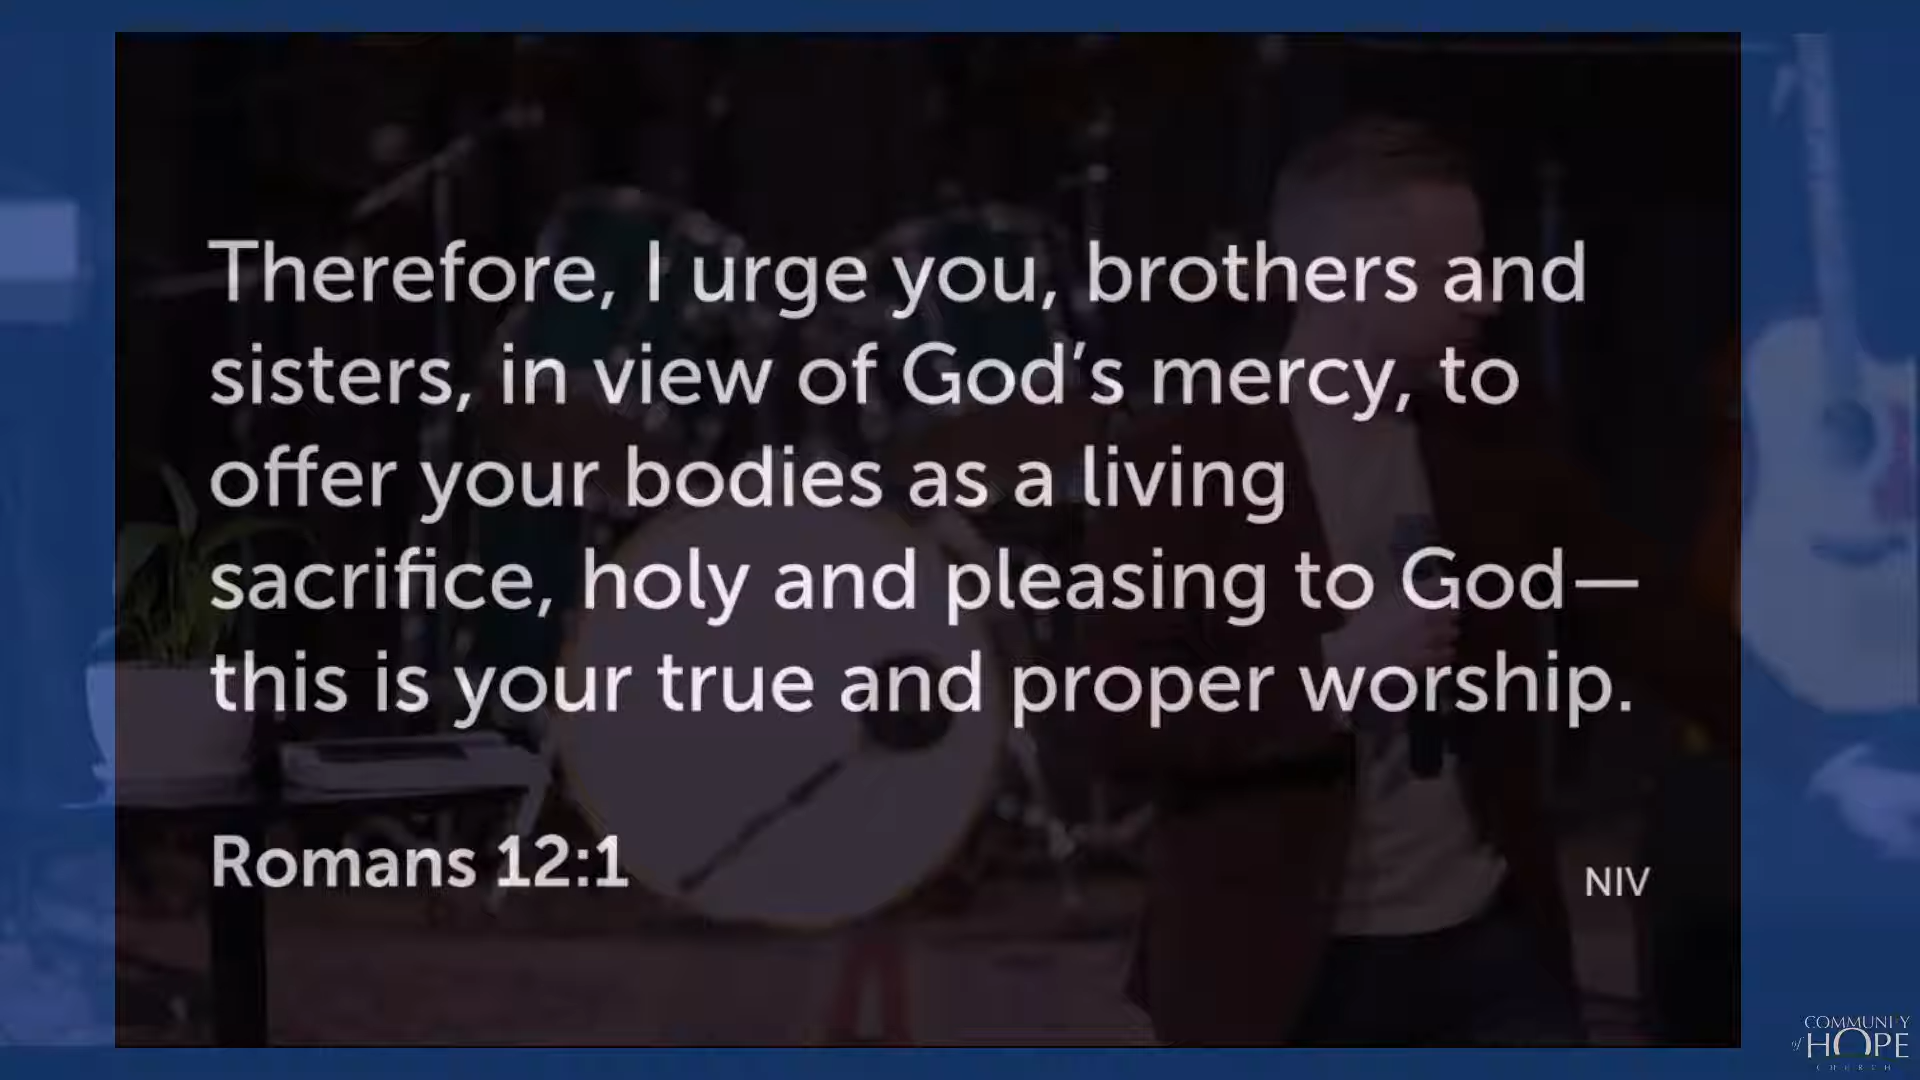 Therefore, I urge you, brothers and
sisters, in view of God’s mercy, to
offer your bodies as a living
sacrifice, holy and pleasing to God—
this is your true and proper worship.
Romans 12:1
NIV
COMMUNITY
of HOPE
CHURCH